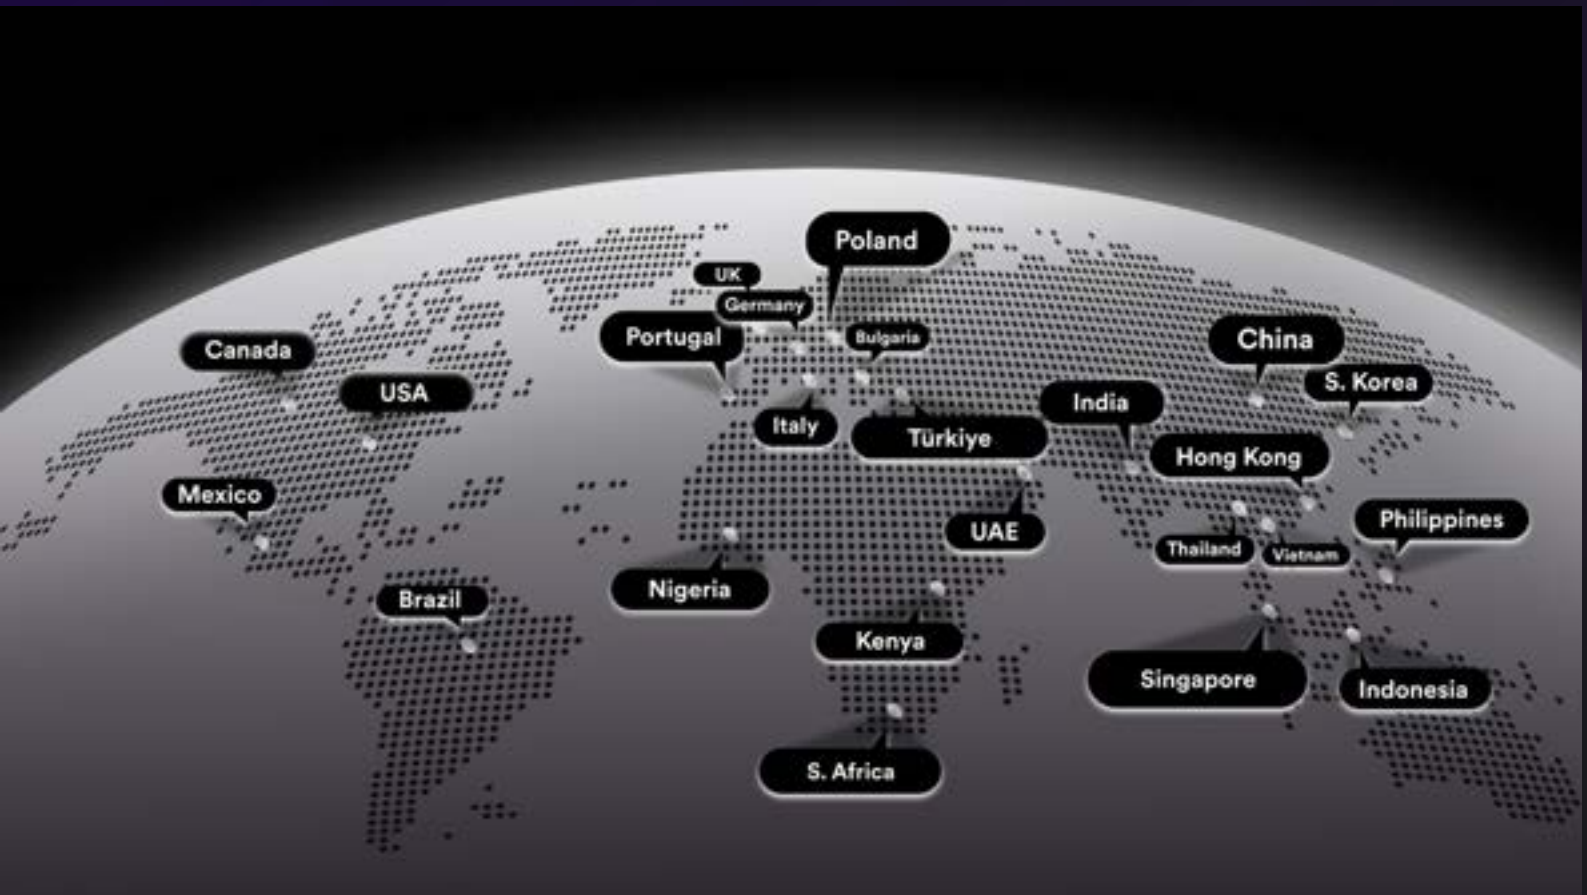 Poland
UK
Germany
Portugal
Bulgaria
Canada
China
USA
S. Korea
India
Italy
Türkiye
Hong Kong
Mexico
UAE
Philippines
Thailand
Vietnam
Nigeria
Brazil
Kenya
Singapore
Indonesia
S. Africa